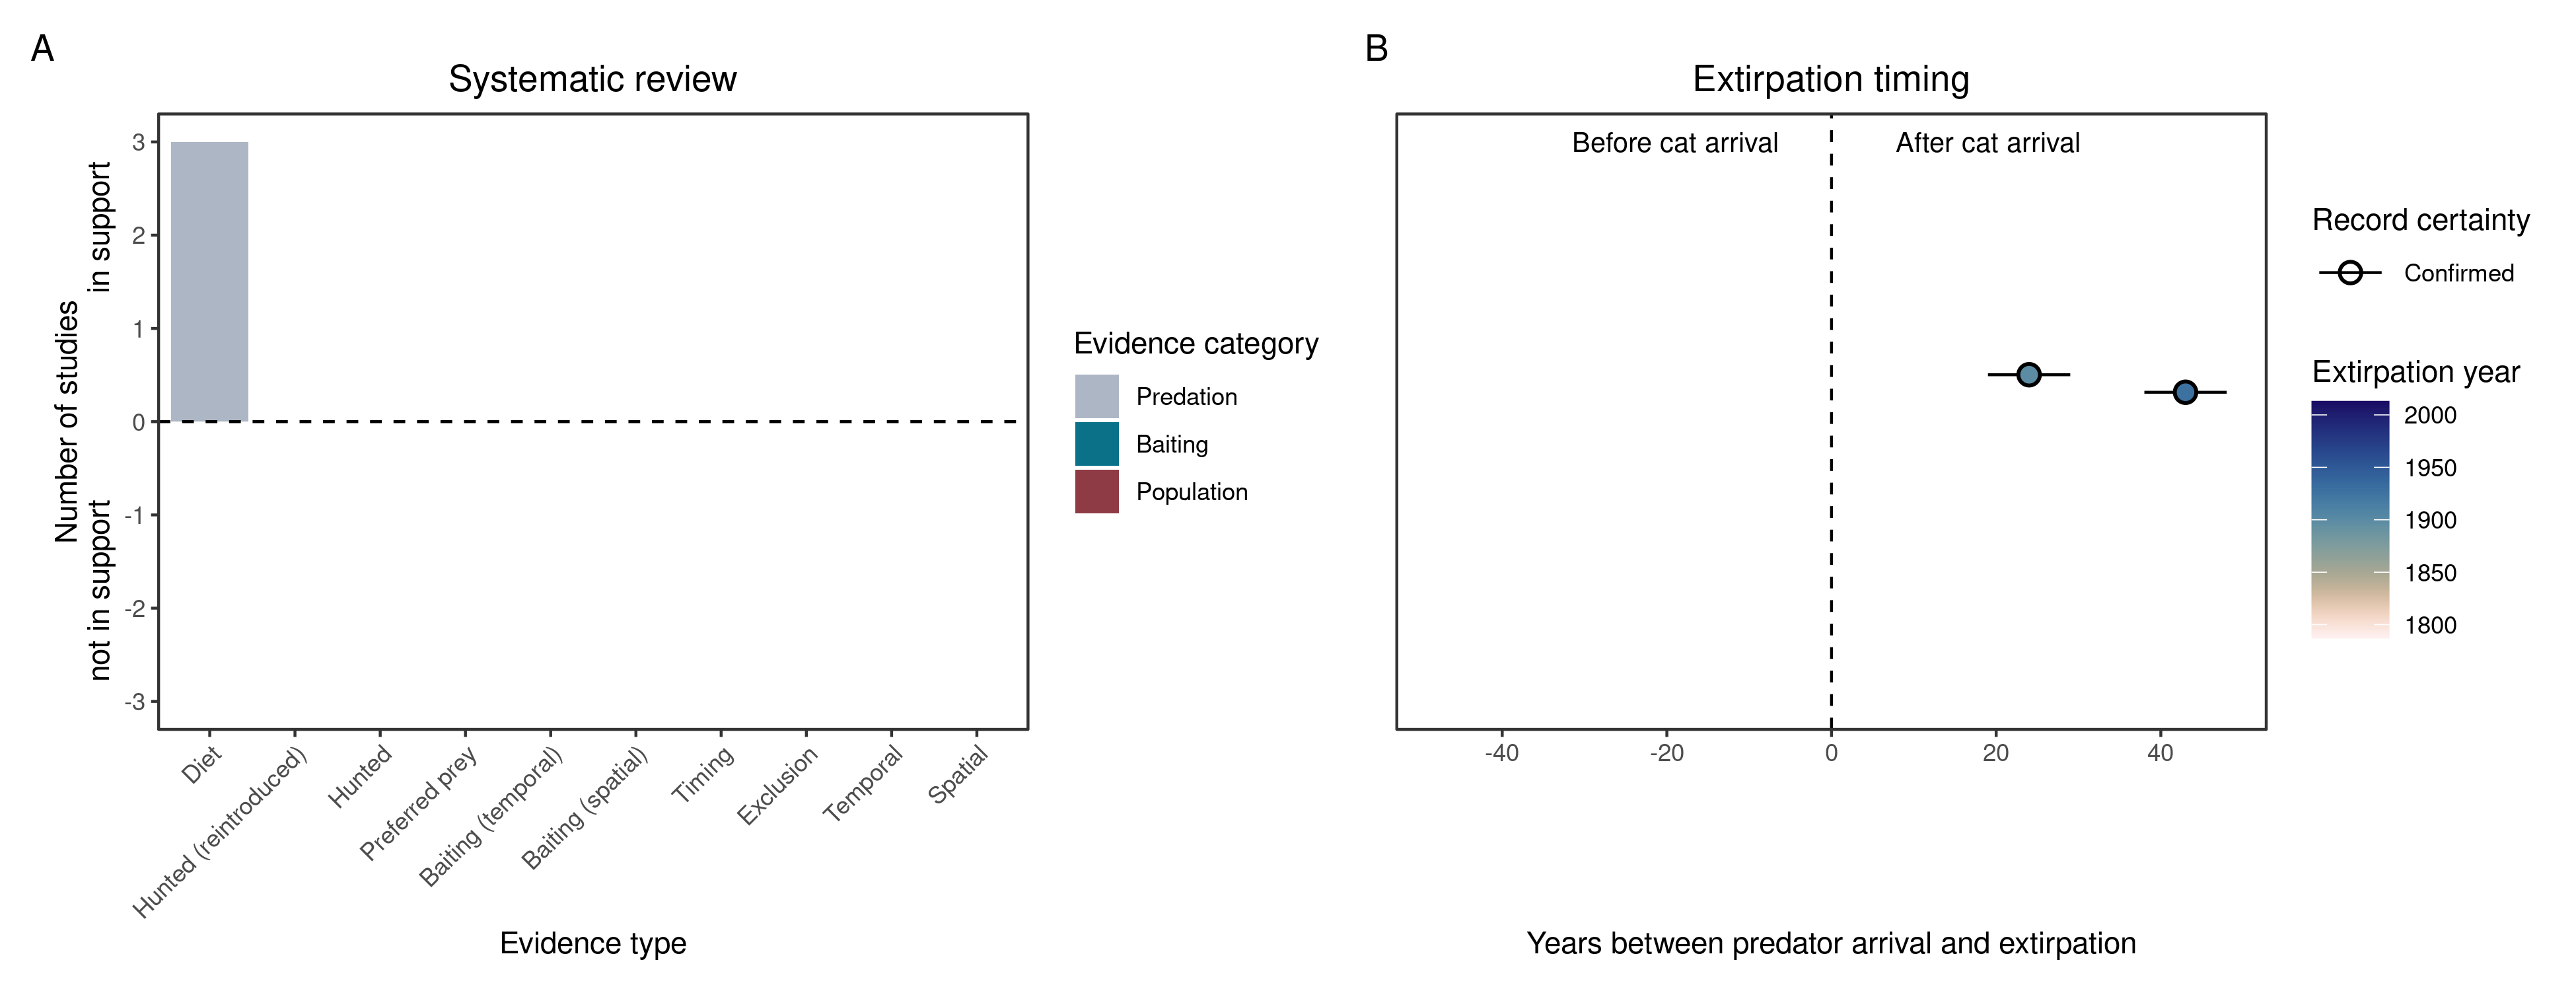 A
Systematic review
Number of studies
in support
not in support
3
2
1
0
-1
-2
-3
Diet
Hunted (reintroduced)
Hunted
Preferred prey
Baiting (temporal)
Baiting (spatial)
Timing
Exclusion
Temporal
Spatial
Evidence type
Evidence category
Predation
Baiting
Population
B
Extirpation timing
Before cat arrival
After cat arrival
-40
-20
0
20
40
Years between predator arrival and extirpation
Record certainty
Confirmed
Extirpation year
2000
1950
1900
1850
1800